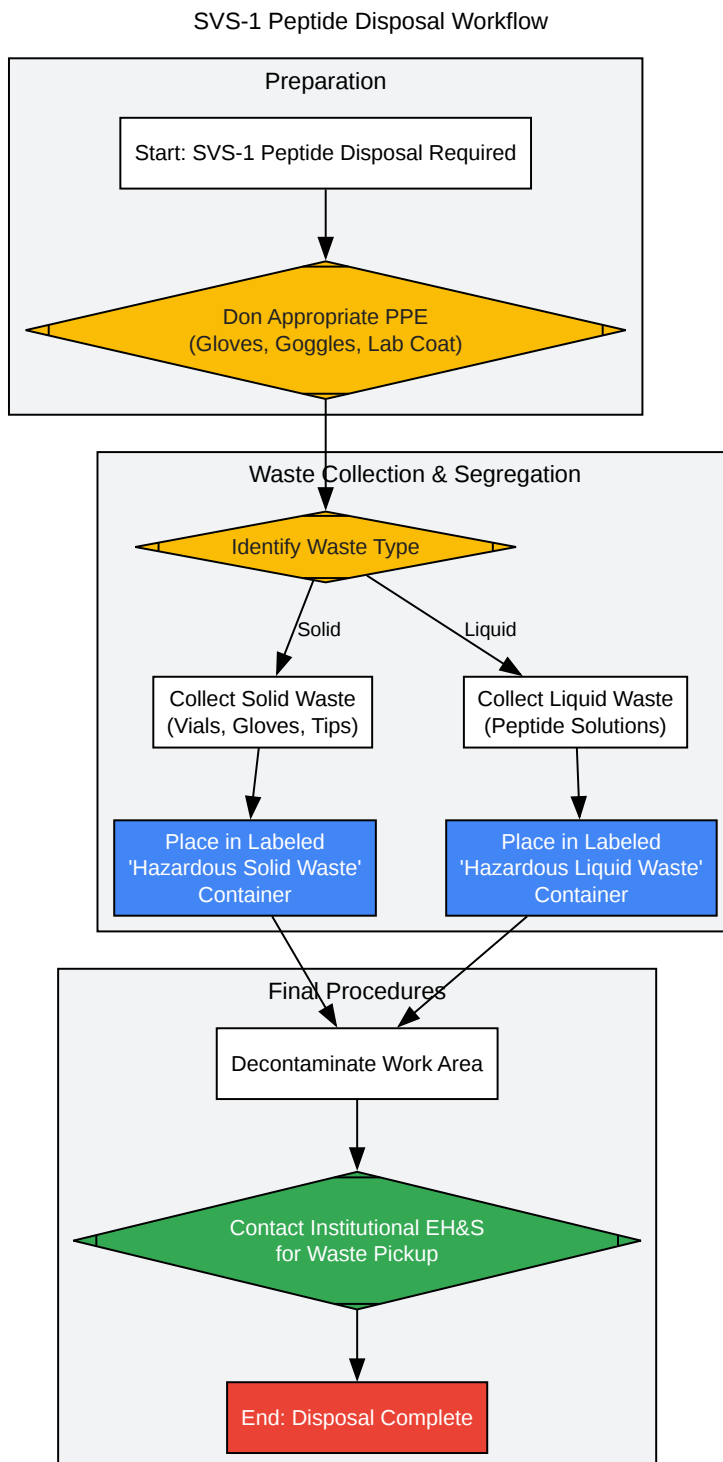 SVS-1 Peptide Disposal Workflow
Preparation
Start: SVS-1 Peptide Disposal Required
Don Appropriate PPE
(Gloves, Goggles, Lab Coat)
Waste Collection & Segregation
Identify Waste Type
Solid
Liquid
Collect Solid Waste
(Vials, Gloves, Tips)
Collect Liquid Waste
(Peptide Solutions)
Place in Labeled
'Hazardous Solid Waste'
Container
Place in Labeled
'Hazardous Liquid Waste'
Container
Final Procedures
Decontaminate Work Area
Contact Institutional EH&S
for Waste Pickup
End: Disposal Complete